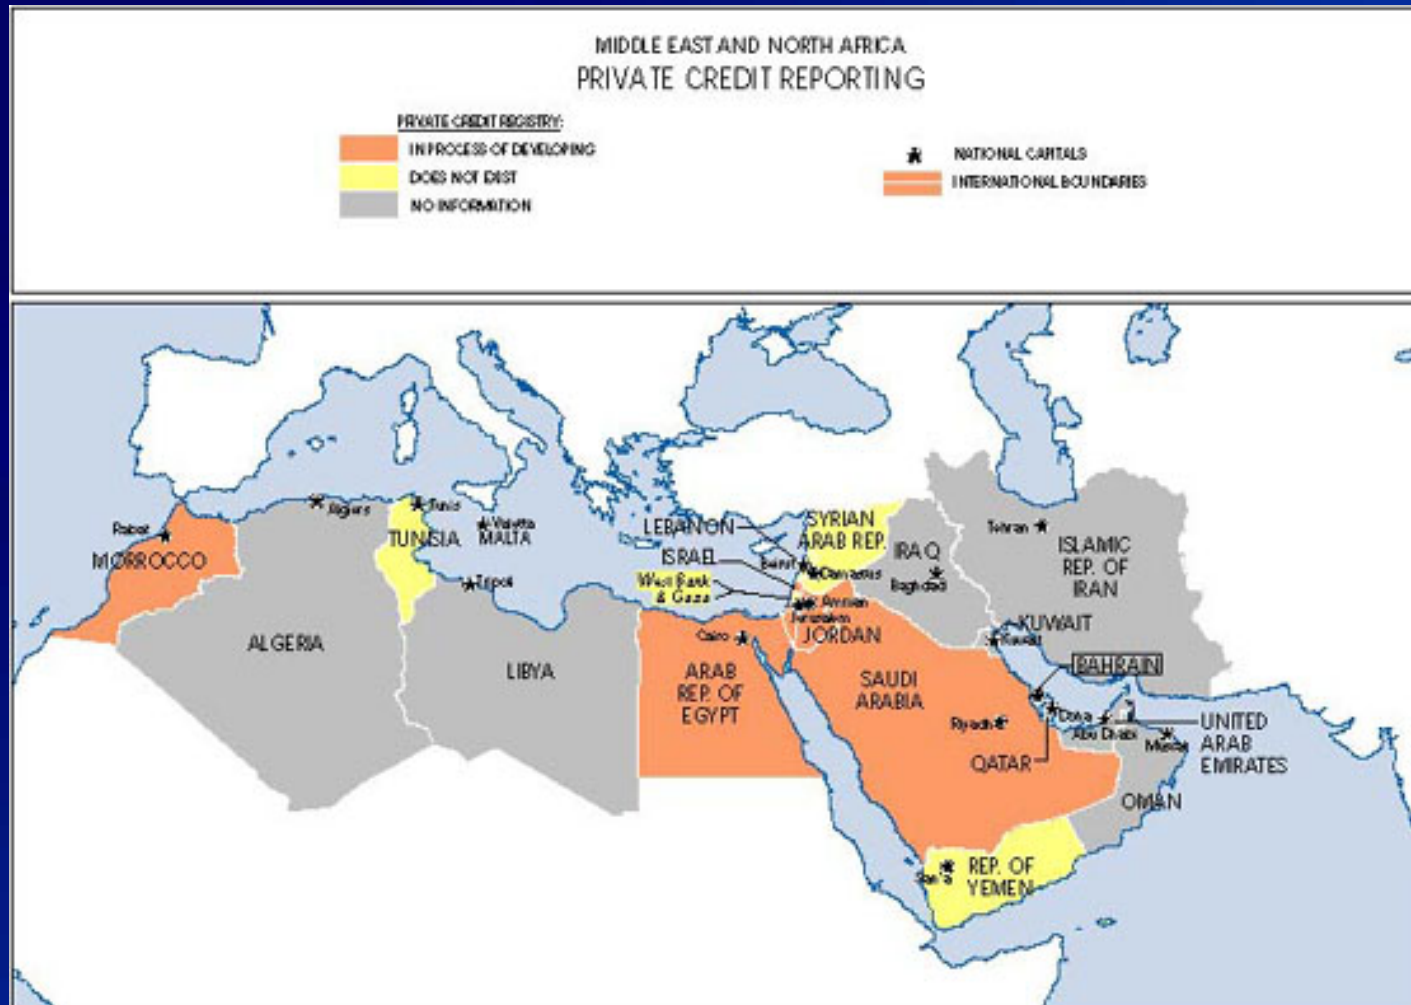 MIDDLE EAST AND NORTH AFRICA
PRIVATE CREDIT REPORTING
PRIVATE CREDIT REGISTRY:
IN PROCESS OF DEVELOPING
DOES NOT EXIST
NO INFORMATION
NATIONAL CAPITALS
INTERNATIONAL BOUNDARIES
Rabat
MORROCCO
Algiers
ALGERIA
Tunis
TUNISIA
Valletta
MALTA
Tripoli
LIBYA
LEBANON
ISRAEL
West Bank
& Gaza
Beirut
SYRIAN
ARAB REP.
Damascus
Amman
Jerusalem
JORDAN
IRAQ
Baghdad
Tehran
ISLAMIC
REP. OF
IRAN
KUWAIT
Kuwait
Cairo
ARAB
REP. OF
EGYPT
SAUDI
ARABIA
Riyadh
BAHRAIN
Doha
QATAR
Abu Dhabi
UNITED
ARAB
EMIRATES
Muscat
OMAN
San'a
REP. OF
YEMEN